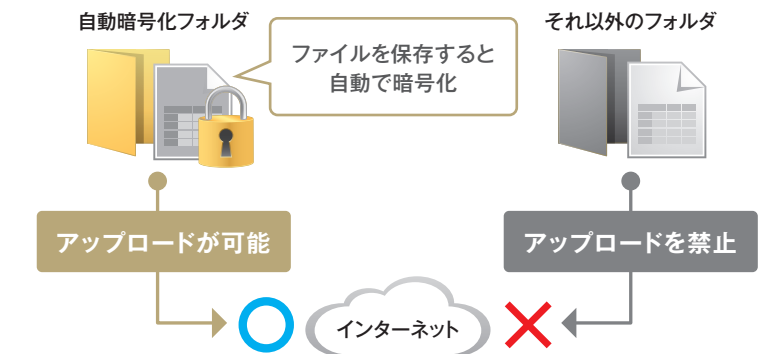 自動暗号化フォルダ
それ以外のフォルダ
ファイルを保存すると
自動で暗号化
アップロードが可能
アップロードを禁止
インターネット